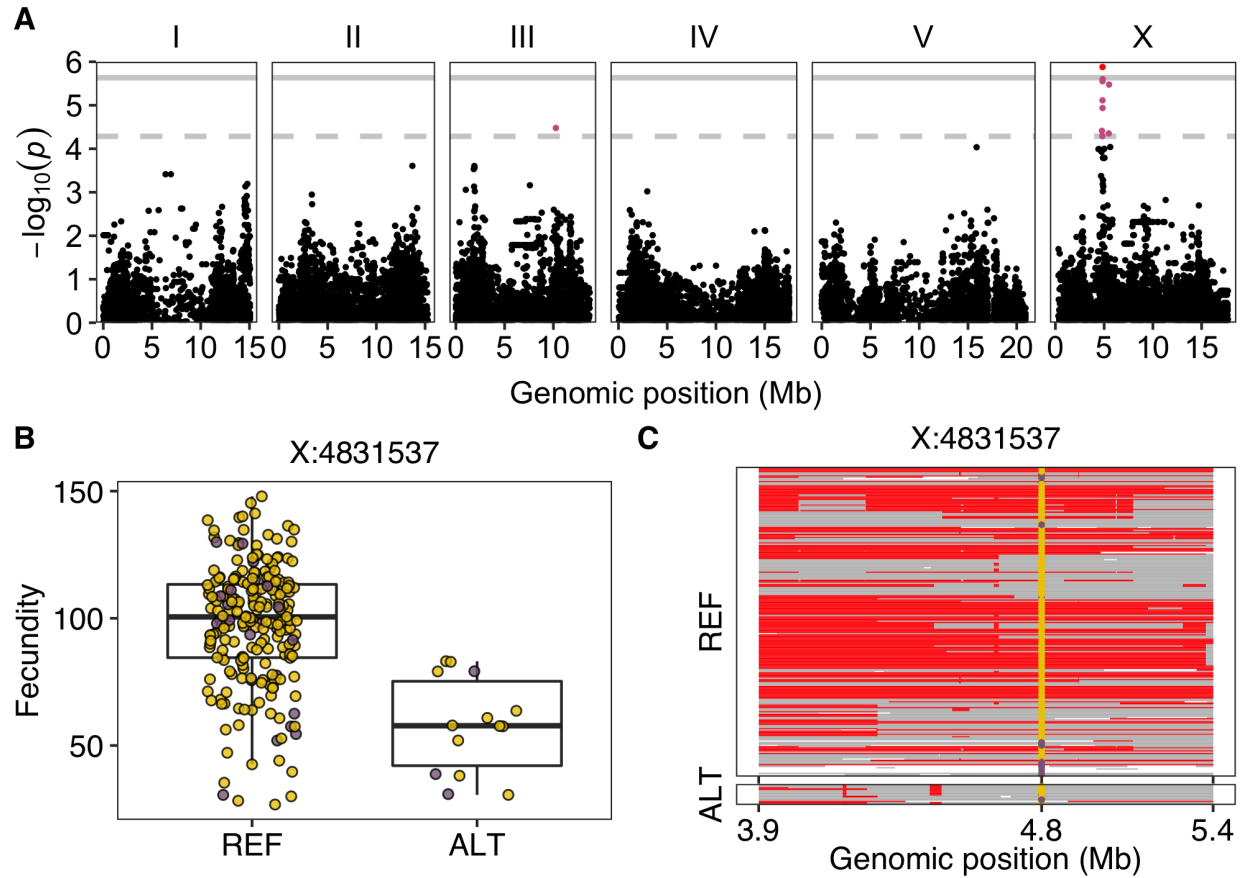 A
I II III IV V X
6
5
4
3
2
1
0
−log10(p)
0 5 10 15 0 5 10 15 0 5 10 0 5 10 15 0 5 10 15 20 0 5 10 15
Genomic position (Mb)
B
X:4831537
150
100
50
Fecundity
REF ALT
C
X:4831537
REF
ALT
3.9 4.8 5.4
Genomic position (Mb)